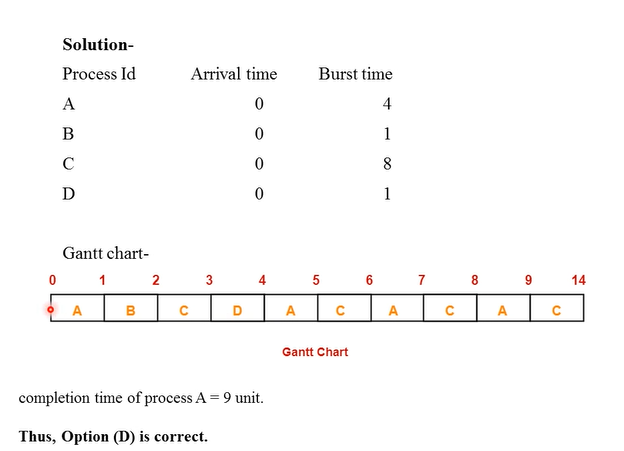 Solution-
Process Id Arrival time Burst time
A 0 4
B 0 1
C 0 8
D 0 1
Gantt chart-
0 1 2 3 4 5 6 7 8 9 14
A B C D A C A C A C
Gantt Chart
completion time of process A = 9 unit.
Thus, Option (D) is correct.